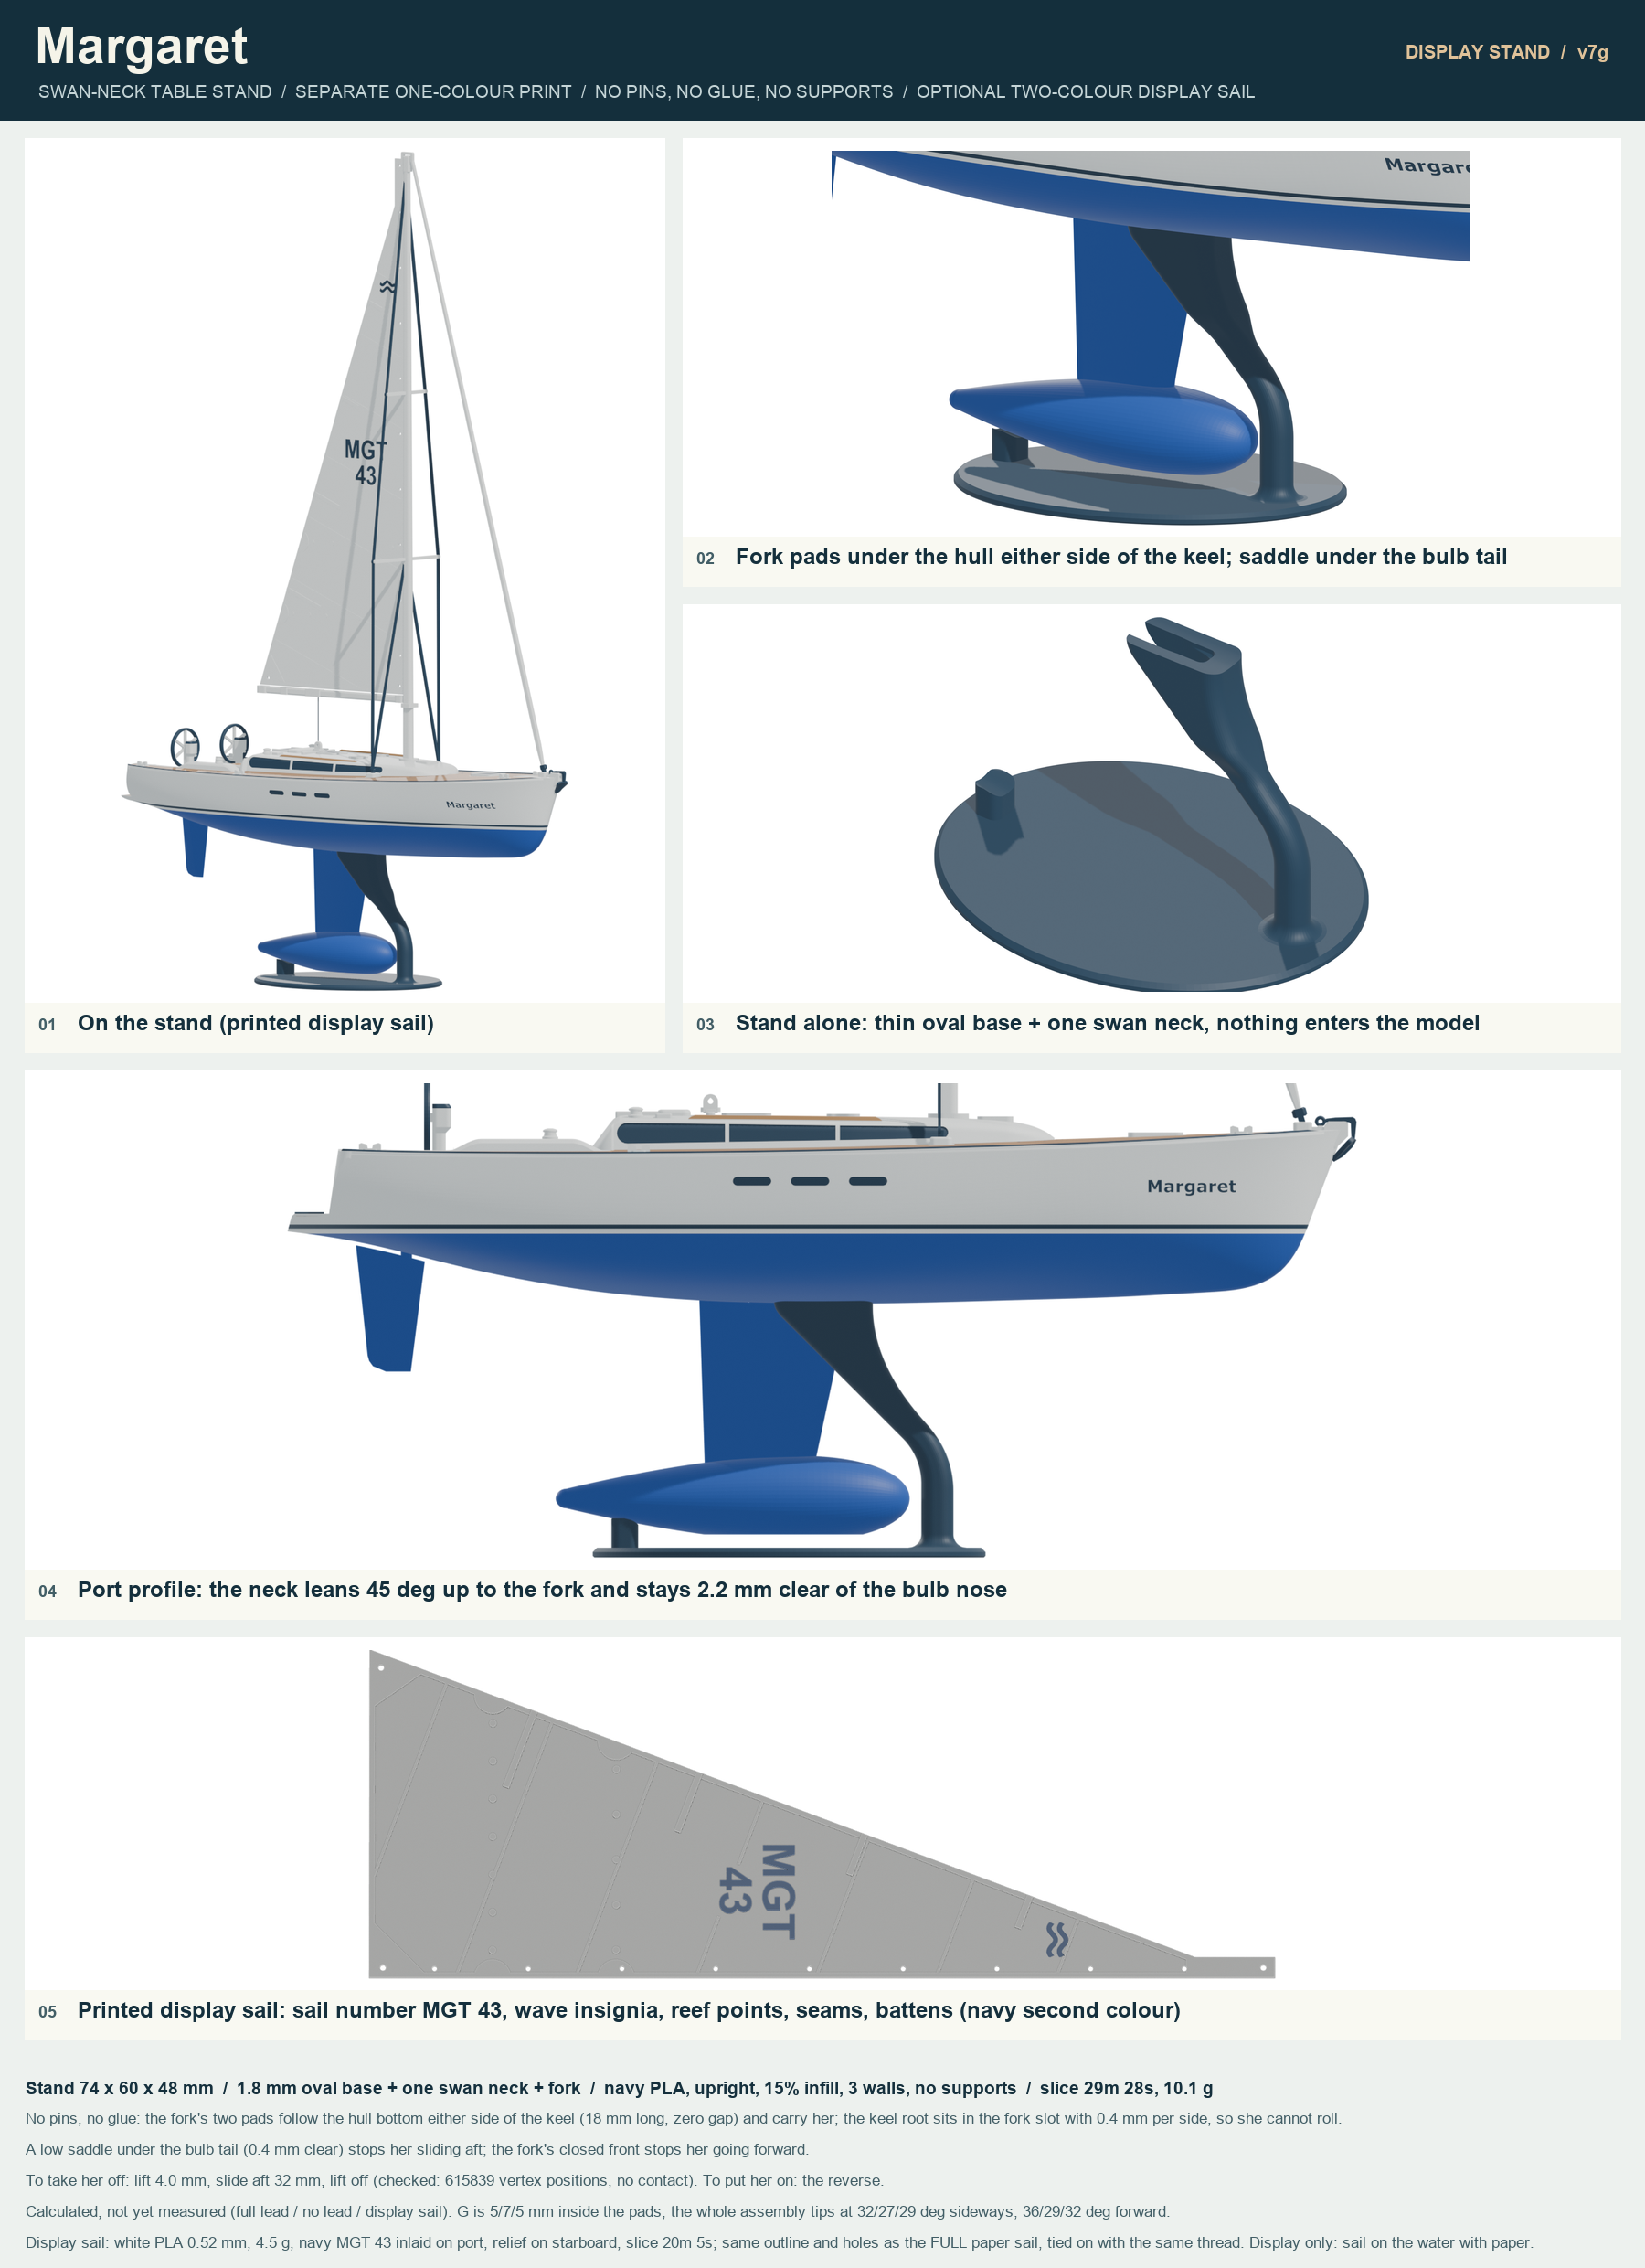 Margaret
DISPLAY STAND / v7g
SWAN-NECK TABLE STAND / SEPARATE ONE-COLOUR PRINT / NO PINS, NO GLUE, NO SUPPORTS / OPTIONAL TWO-COLOUR DISPLAY SAIL
MGT
43
Margaret
01 On the stand (printed display sail)
Margare
02 Fork pads under the hull either side of the keel; saddle under the bulb tail
03 Stand alone: thin oval base + one swan neck, nothing enters the model
Margaret
04 Port profile: the neck leans 45 deg up to the fork and stays 2.2 mm clear of the bulb nose
MGT
43
05 Printed display sail: sail number MGT 43, wave insignia, reef points, seams, battens (navy second colour)
Stand 74 x 60 x 48 mm / 1.8 mm oval base + one swan neck + fork / navy PLA, upright, 15% infill, 3 walls, no supports / slice 29m 28s, 10.1 g
No pins, no glue: the fork's two pads follow the hull bottom either side of the keel (18 mm long, zero gap) and carry her; the keel root sits in the fork slot with 0.4 mm per side, so she cannot roll.
A low saddle under the bulb tail (0.4 mm clear) stops her sliding aft; the fork's closed front stops her going forward.
To take her off: lift 4.0 mm, slide aft 32 mm, lift off (checked: 615839 vertex positions, no contact). To put her on: the reverse.
Calculated, not yet measured (full lead / no lead / display sail): G is 5/7/5 mm inside the pads; the whole assembly tips at 32/27/29 deg sideways, 36/29/32 deg forward.
Display sail: white PLA 0.52 mm, 4.5 g, navy MGT 43 inlaid on port, relief on starboard, slice 20m 5s; same outline and holes as the FULL paper sail, tied on with the same thread. Display only: sail on the water with paper.